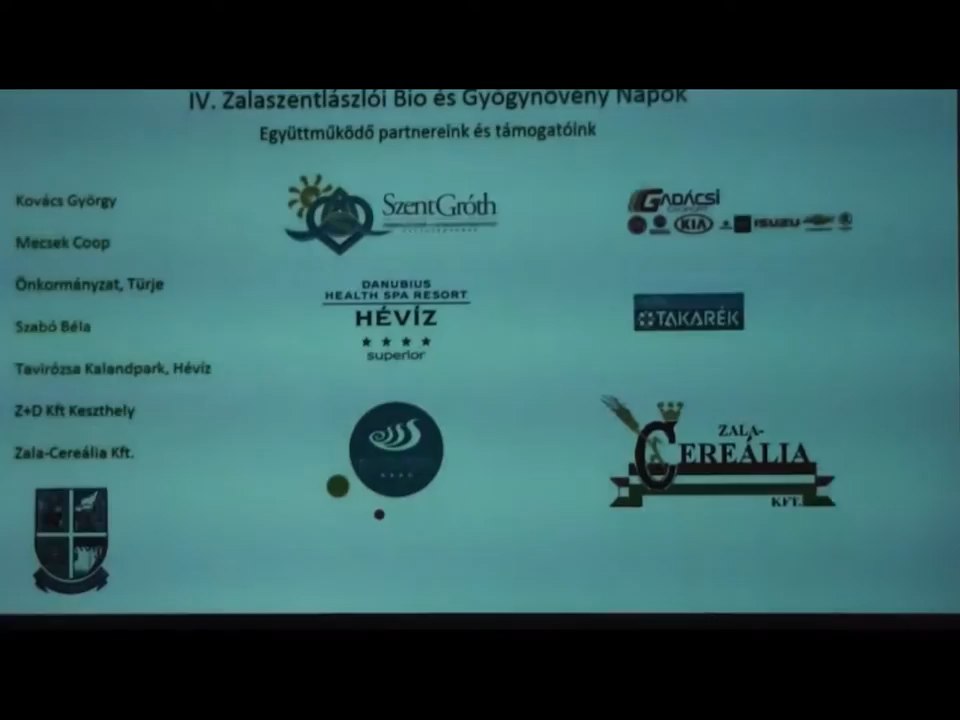 IV. Zalaszentlászlói Bio és Gyógynövény Napok
Együttműködő partnereink és támogatóink
Kovács György
Mecsek Coop
Önkormányzat, Türje
Szabó Béla
Tavirózsa Kalandpark, Hévíz
Z+D Kft Keszthely
Zala-Cereália Kft.
SzentGróth
DANUBIUS
HEALTH SPA RESORT
HÉVÍZ
superior
GADÁCSI
KIA ISUZU
TAKARÉK
ZALA-
CEREÁLIA
KFT.